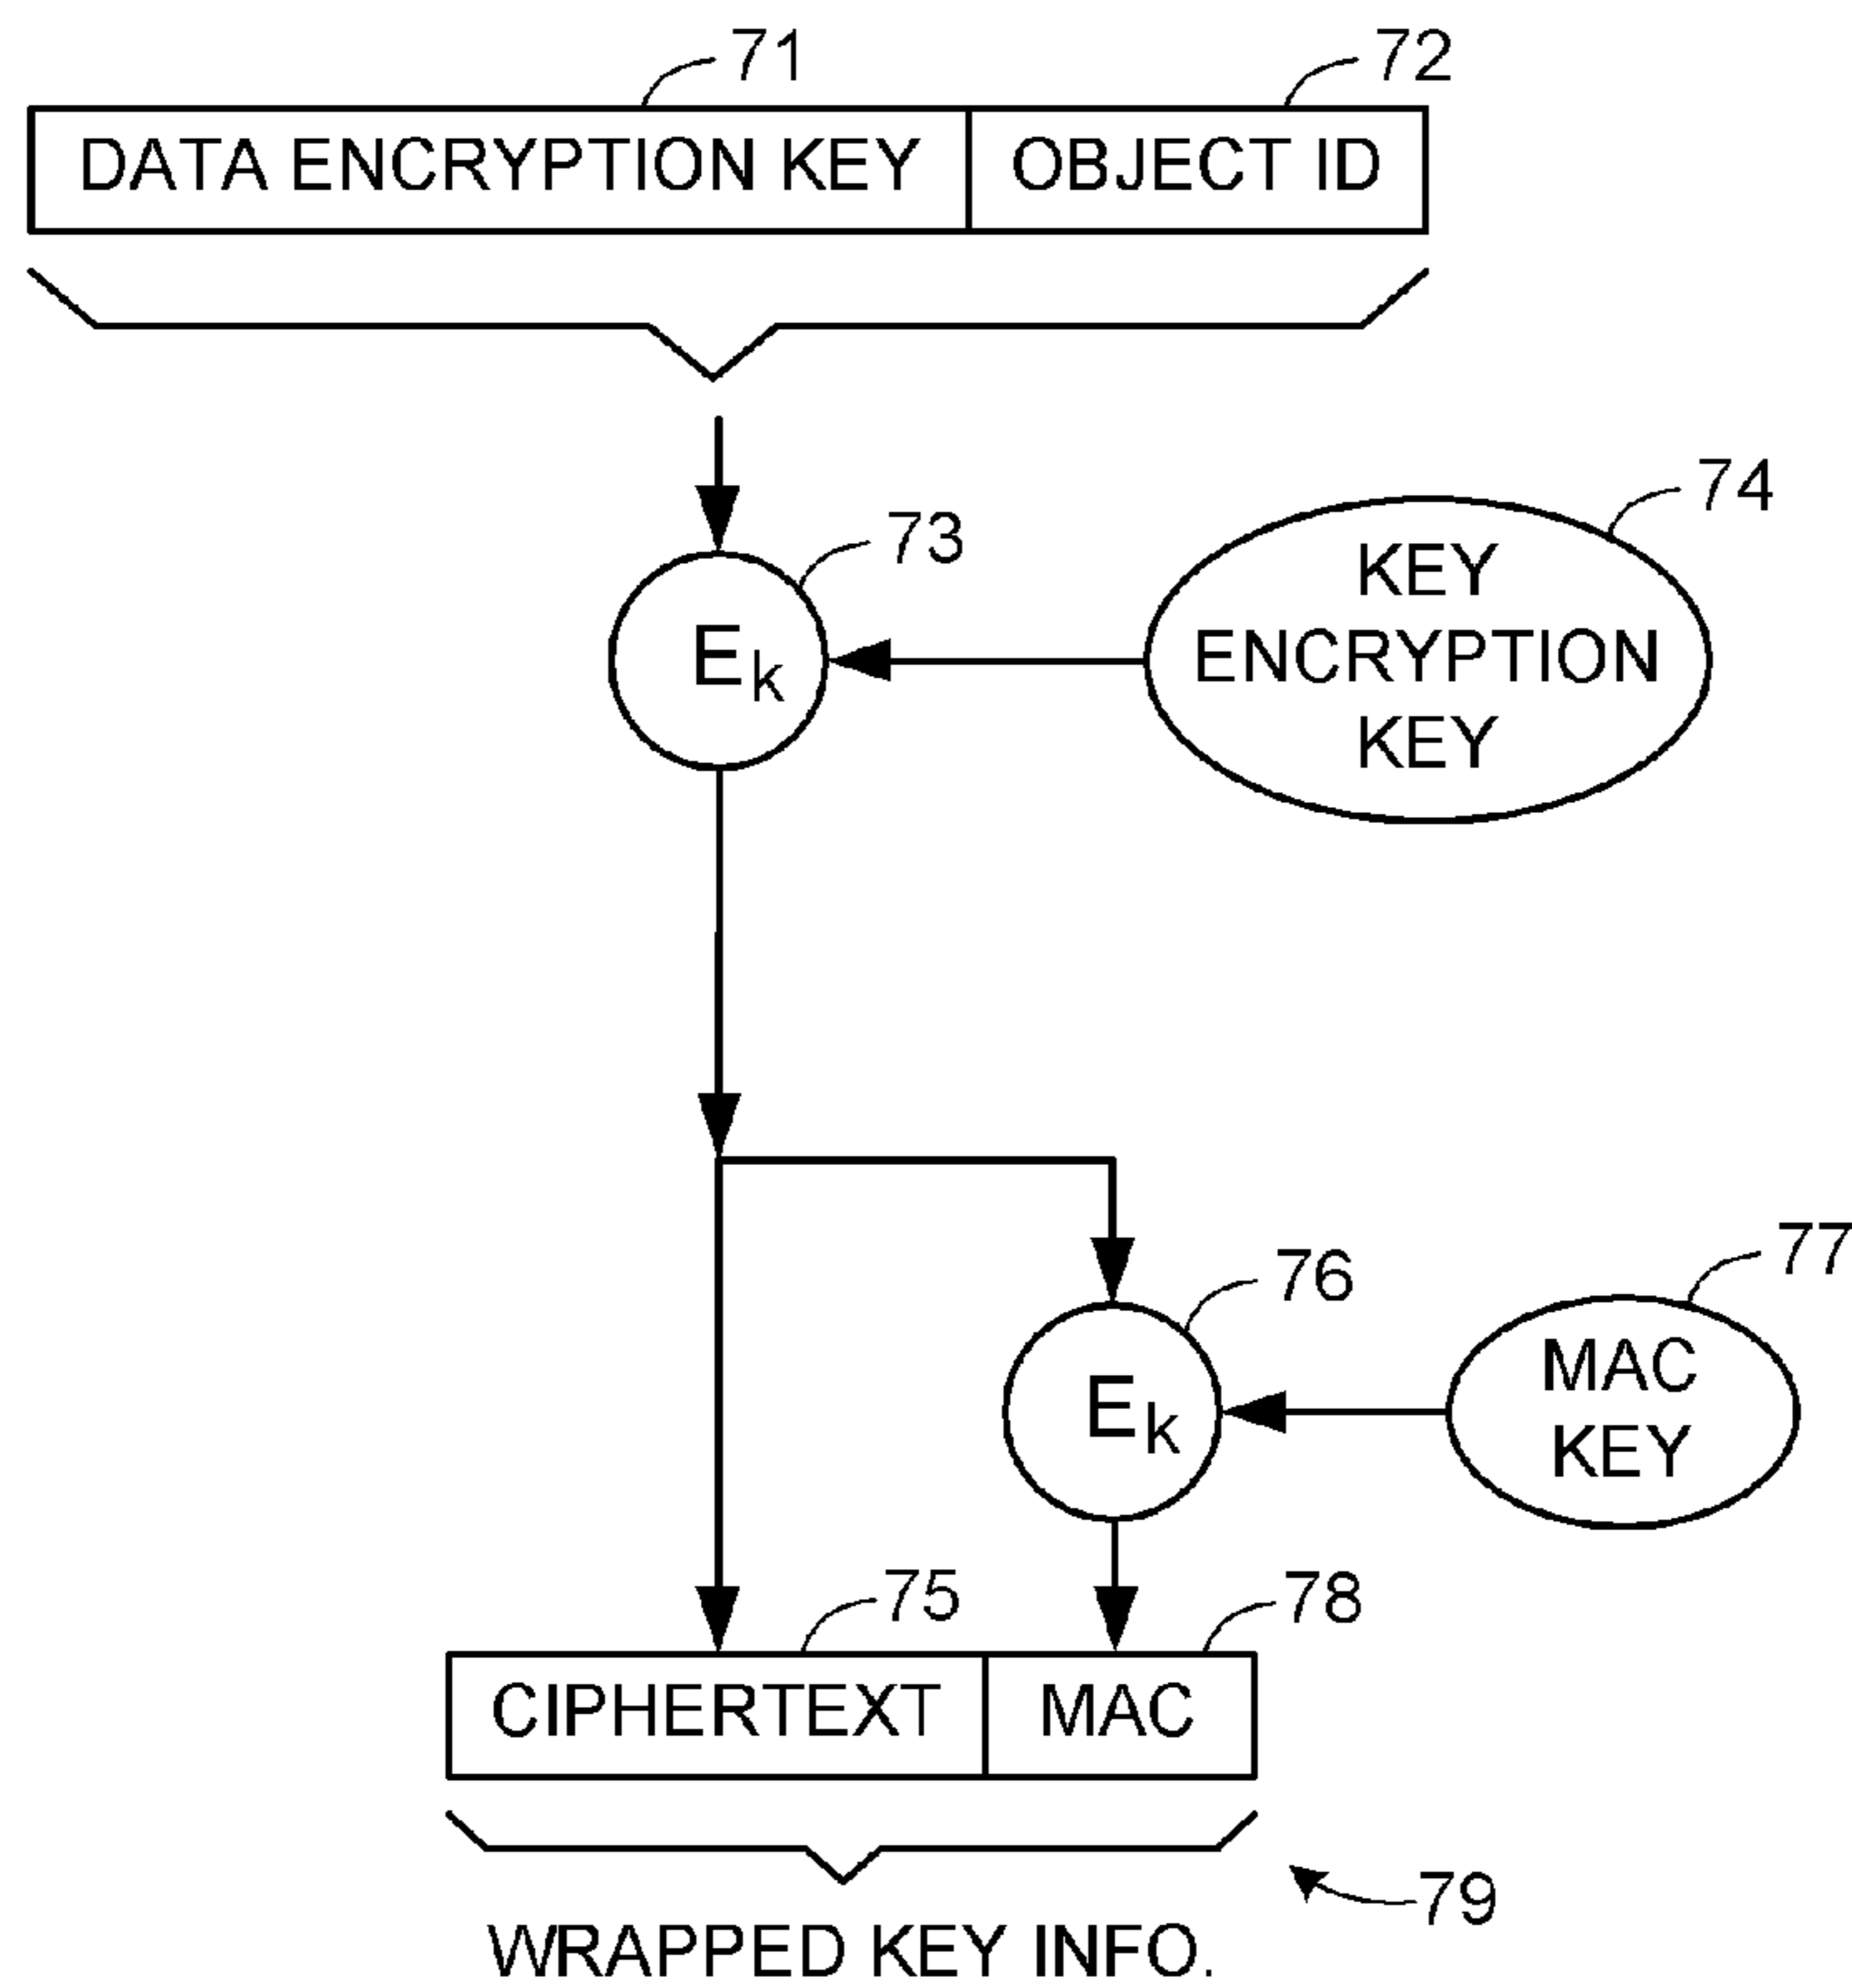 71
72
DATA ENCRYPTION KEY
OBJECT ID
74
73
KEY
ENCRYPTION
KEY
Ek
77
76
MAC
KEY
Ek
75
78
CIPHERTEXT
MAC
79
WRAPPED KEY INFO.